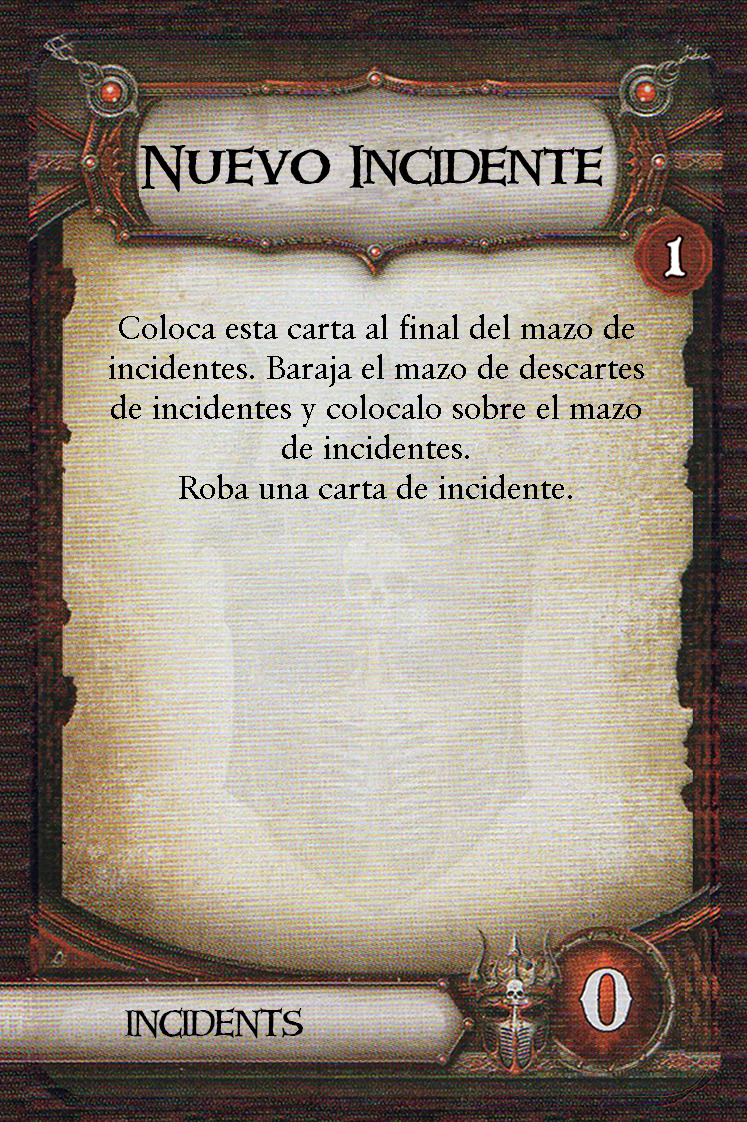 Nuevo Incidente
1
Coloca esta carta al final del mazo de
incidentes. Baraja el mazo de descartes
de incidentes y colocalo sobre el mazo
de incidentes.
Roba una carta de incidente.
INCIDENTS
0